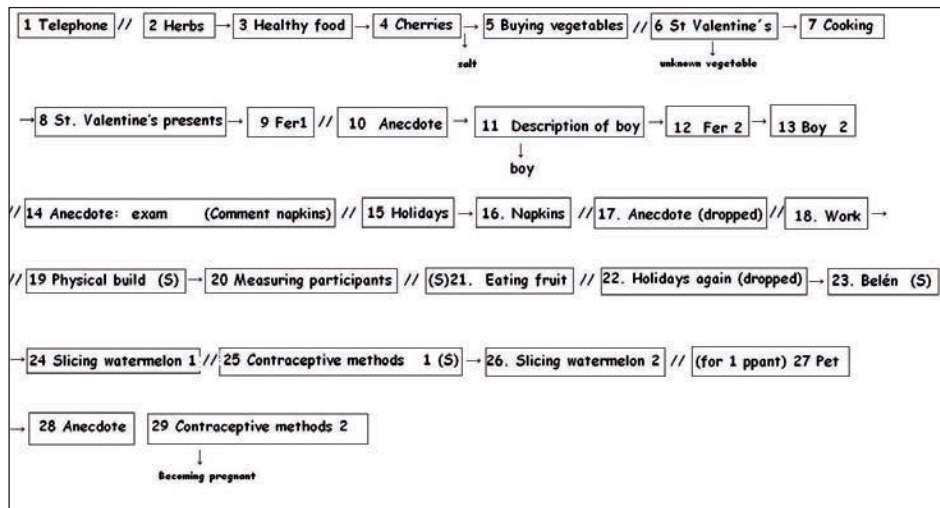 1 Telephone // 2 Herbs → 3 Healthy food → 4 Cherries → 5 Buying vegetables // 6 St Valentine´s → 7 Cooking
salt unknown vegetable
→ 8 St. Valentine's presents → 9 Fer1 // 10 Anecdote → 11 Description of boy → 12 Fer 2 → 13 Boy 2
boy
// 14 Anecdote: exam (Comment napkins) // 15 Holidays → 16. Napkins // 17. Anecdote (dropped) // 18. Work →
// 19 Physical build (S) → 20 Measuring participants // (S)21. Eating fruit // 22. Holidays again (dropped) → 23. Belén (S)
→ 24 Slicing watermelon 1 // 25 Contraceptive methods 1 (S) → 26. Slicing watermelon 2 // (for 1 ppant) 27 Pet
→ 28 Anecdote 29 Contraceptive methods 2
Becoming pregnant